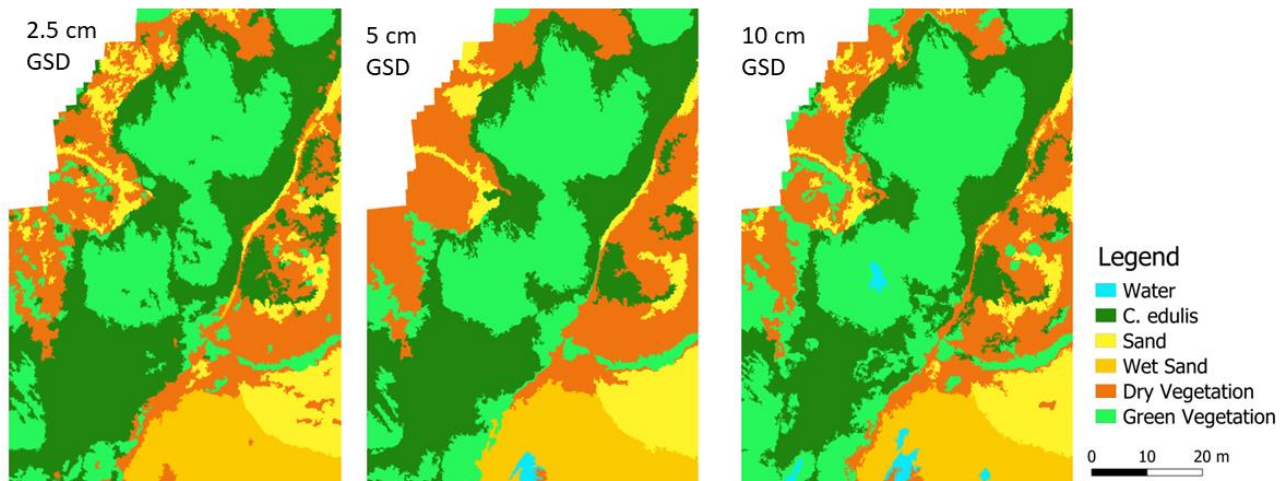 2.5 cm
GSD
5 cm
GSD
10 cm
GSD
Legend
Water
C. edulis
Sand
Wet Sand
Dry Vegetation
Green Vegetation
0 10 20 m